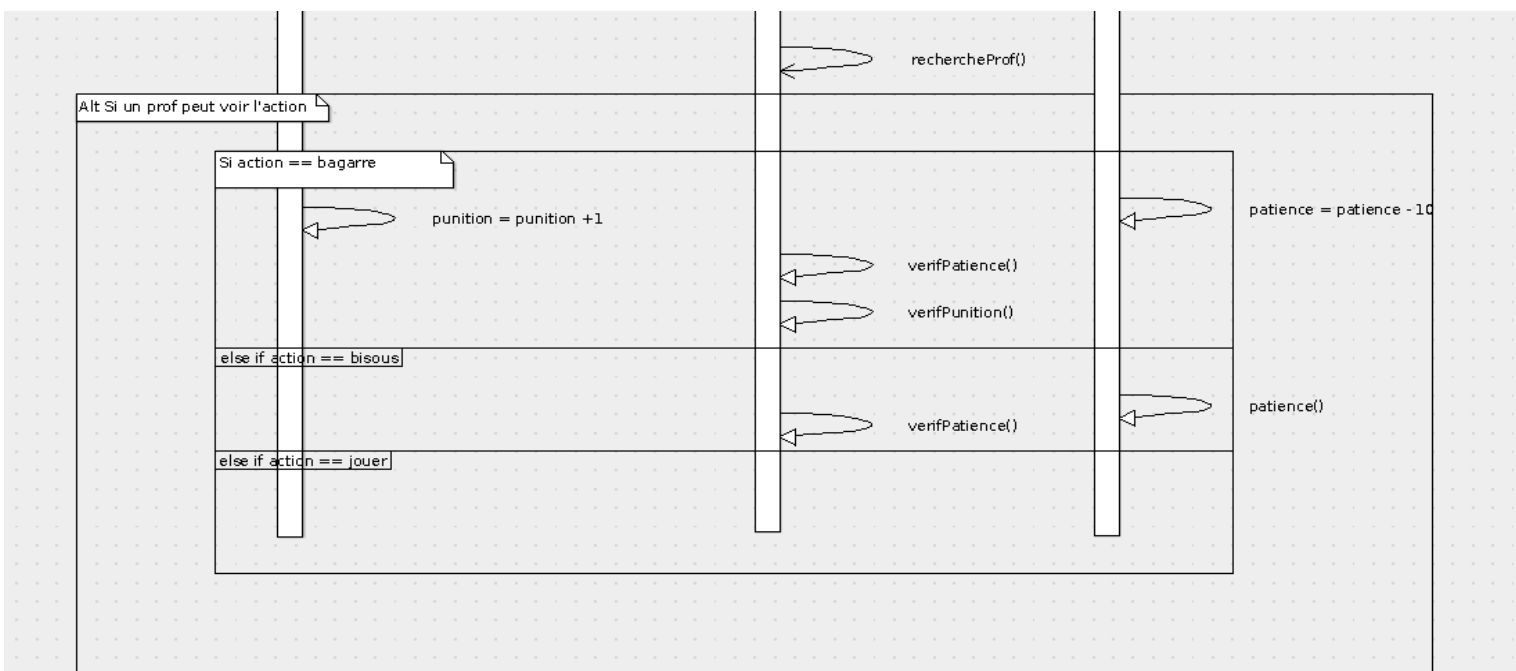 rechercheProf()
Alt Si un prof peut voir l'action
Si action == bagarre
punition = punition +1
patience = patience -10
verifPatience()
verifPunition()
else if action == bisous
patience()
verifPatience()
else if action == jouer